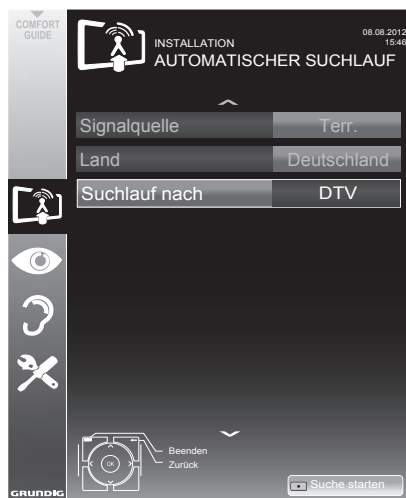 COMFORT
GUIDE
INSTALLATION
AUTOMATISCHER SUCHLAUF
08.08.2012
15:46
Signalquelle Terr.
Land Deutschland
Suchlauf nach DTV
OK
Beenden
Zurück
Suche starten
GRUNDIG